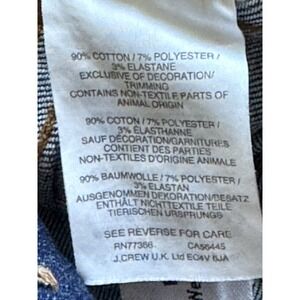 90% COTTON / 7% POLYESTER /
3% ELASTANE
EXCLUSIVE OF DECORATION/
TRIMMING
CONTAINS NON-TEXTILE PARTS OF
ANIMAL ORIGIN
90% COTON / 7% POLYESTER /
3% ÉLASTHANNE
SAUF DÉCORATION/GARNITURES
CONTIENT DES PARTIES
NON-TEXTILES D'ORIGINE ANIMALE
90% BAUMWOLLE / 7% POLYESTER /
3% ELASTAN
AUSGENOMMEN DEKORATION/BESATZ
ENTHÄLT NICHTTEXTILE TEILE
TIERISCHEN URSPRUNGS
SEE REVERSE FOR CARE
RN77388 CA56445
J.CREW U.K. Ltd EC4V 6JA